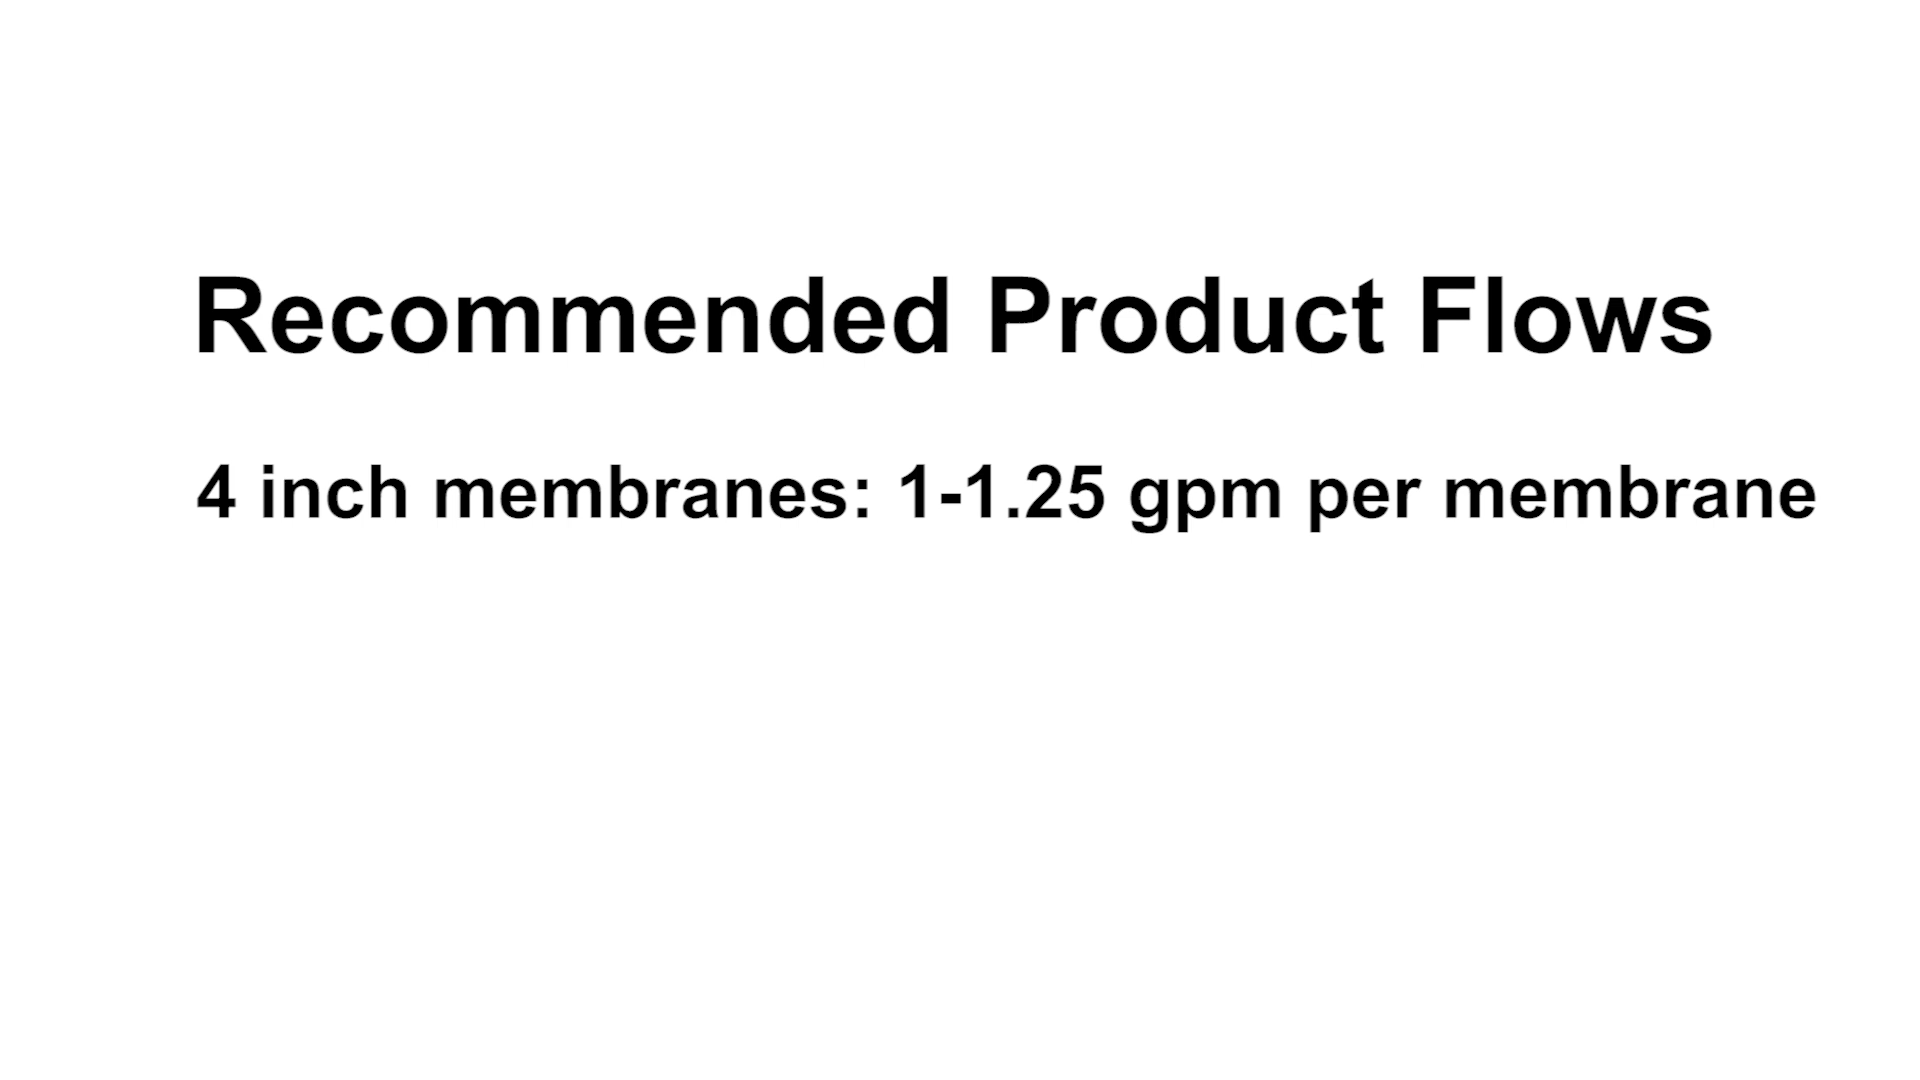 Recommended Product Flows
4 inch membranes: 1-1.25 gpm per membrane